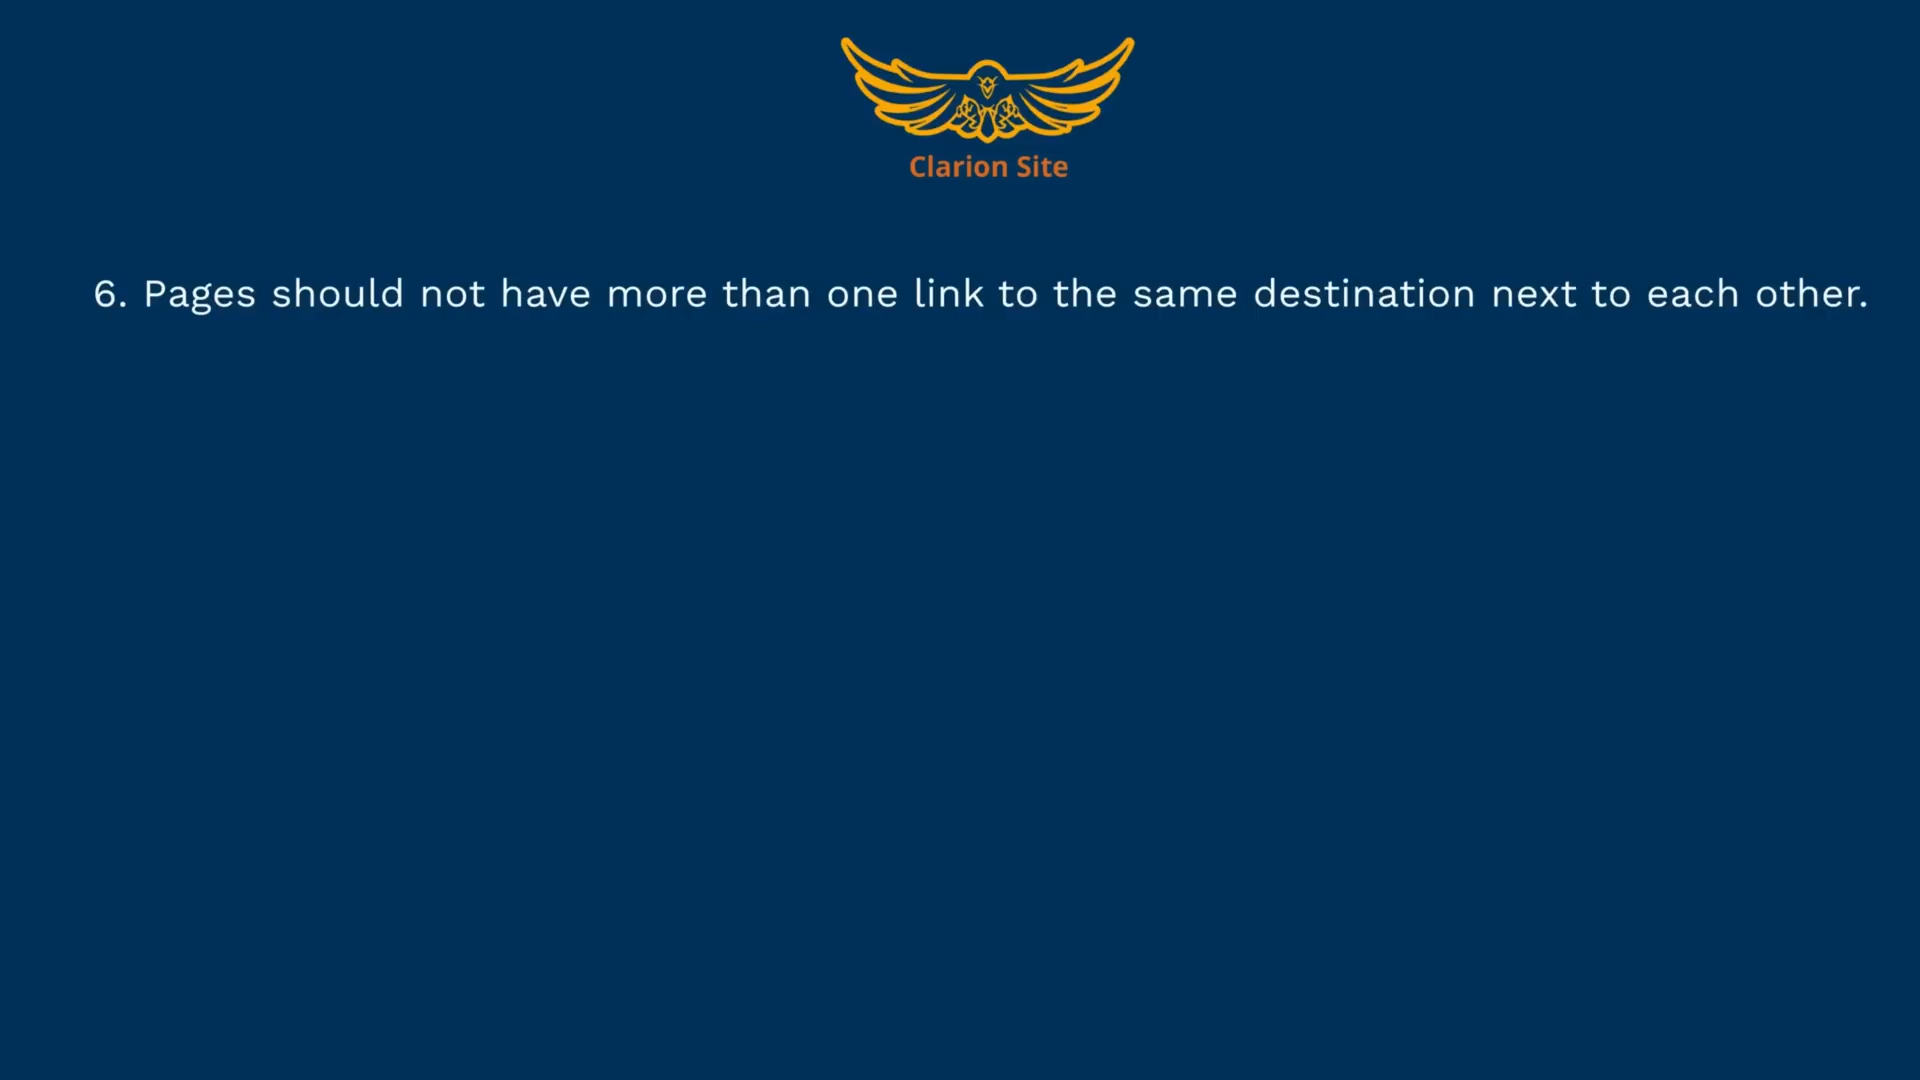 Clarion Site
6. Pages should not have more than one link to the same destination next to each other.